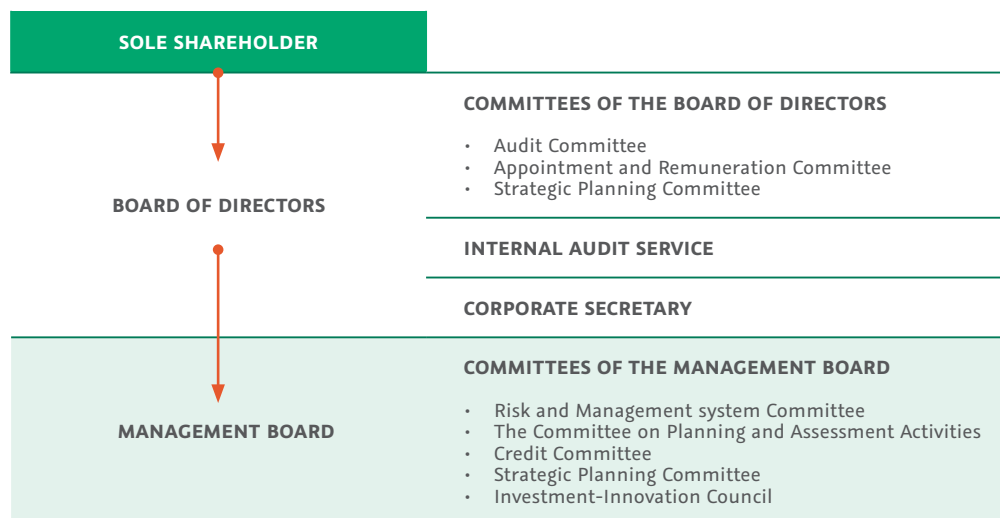 SOLE SHAREHOLDER
COMMITTEES OF THE BOARD OF DIRECTORS
• Audit Committee
• Appointment and Remuneration Committee
• Strategic Planning Committee
BOARD OF DIRECTORS
INTERNAL AUDIT SERVICE
CORPORATE SECRETARY
COMMITTEES OF THE MANAGEMENT BOARD
• Risk and Management system Committee
• The Committee on Planning and Assessment Activities
• Credit Committee
• Strategic Planning Committee
• Investment-Innovation Council
MANAGEMENT BOARD